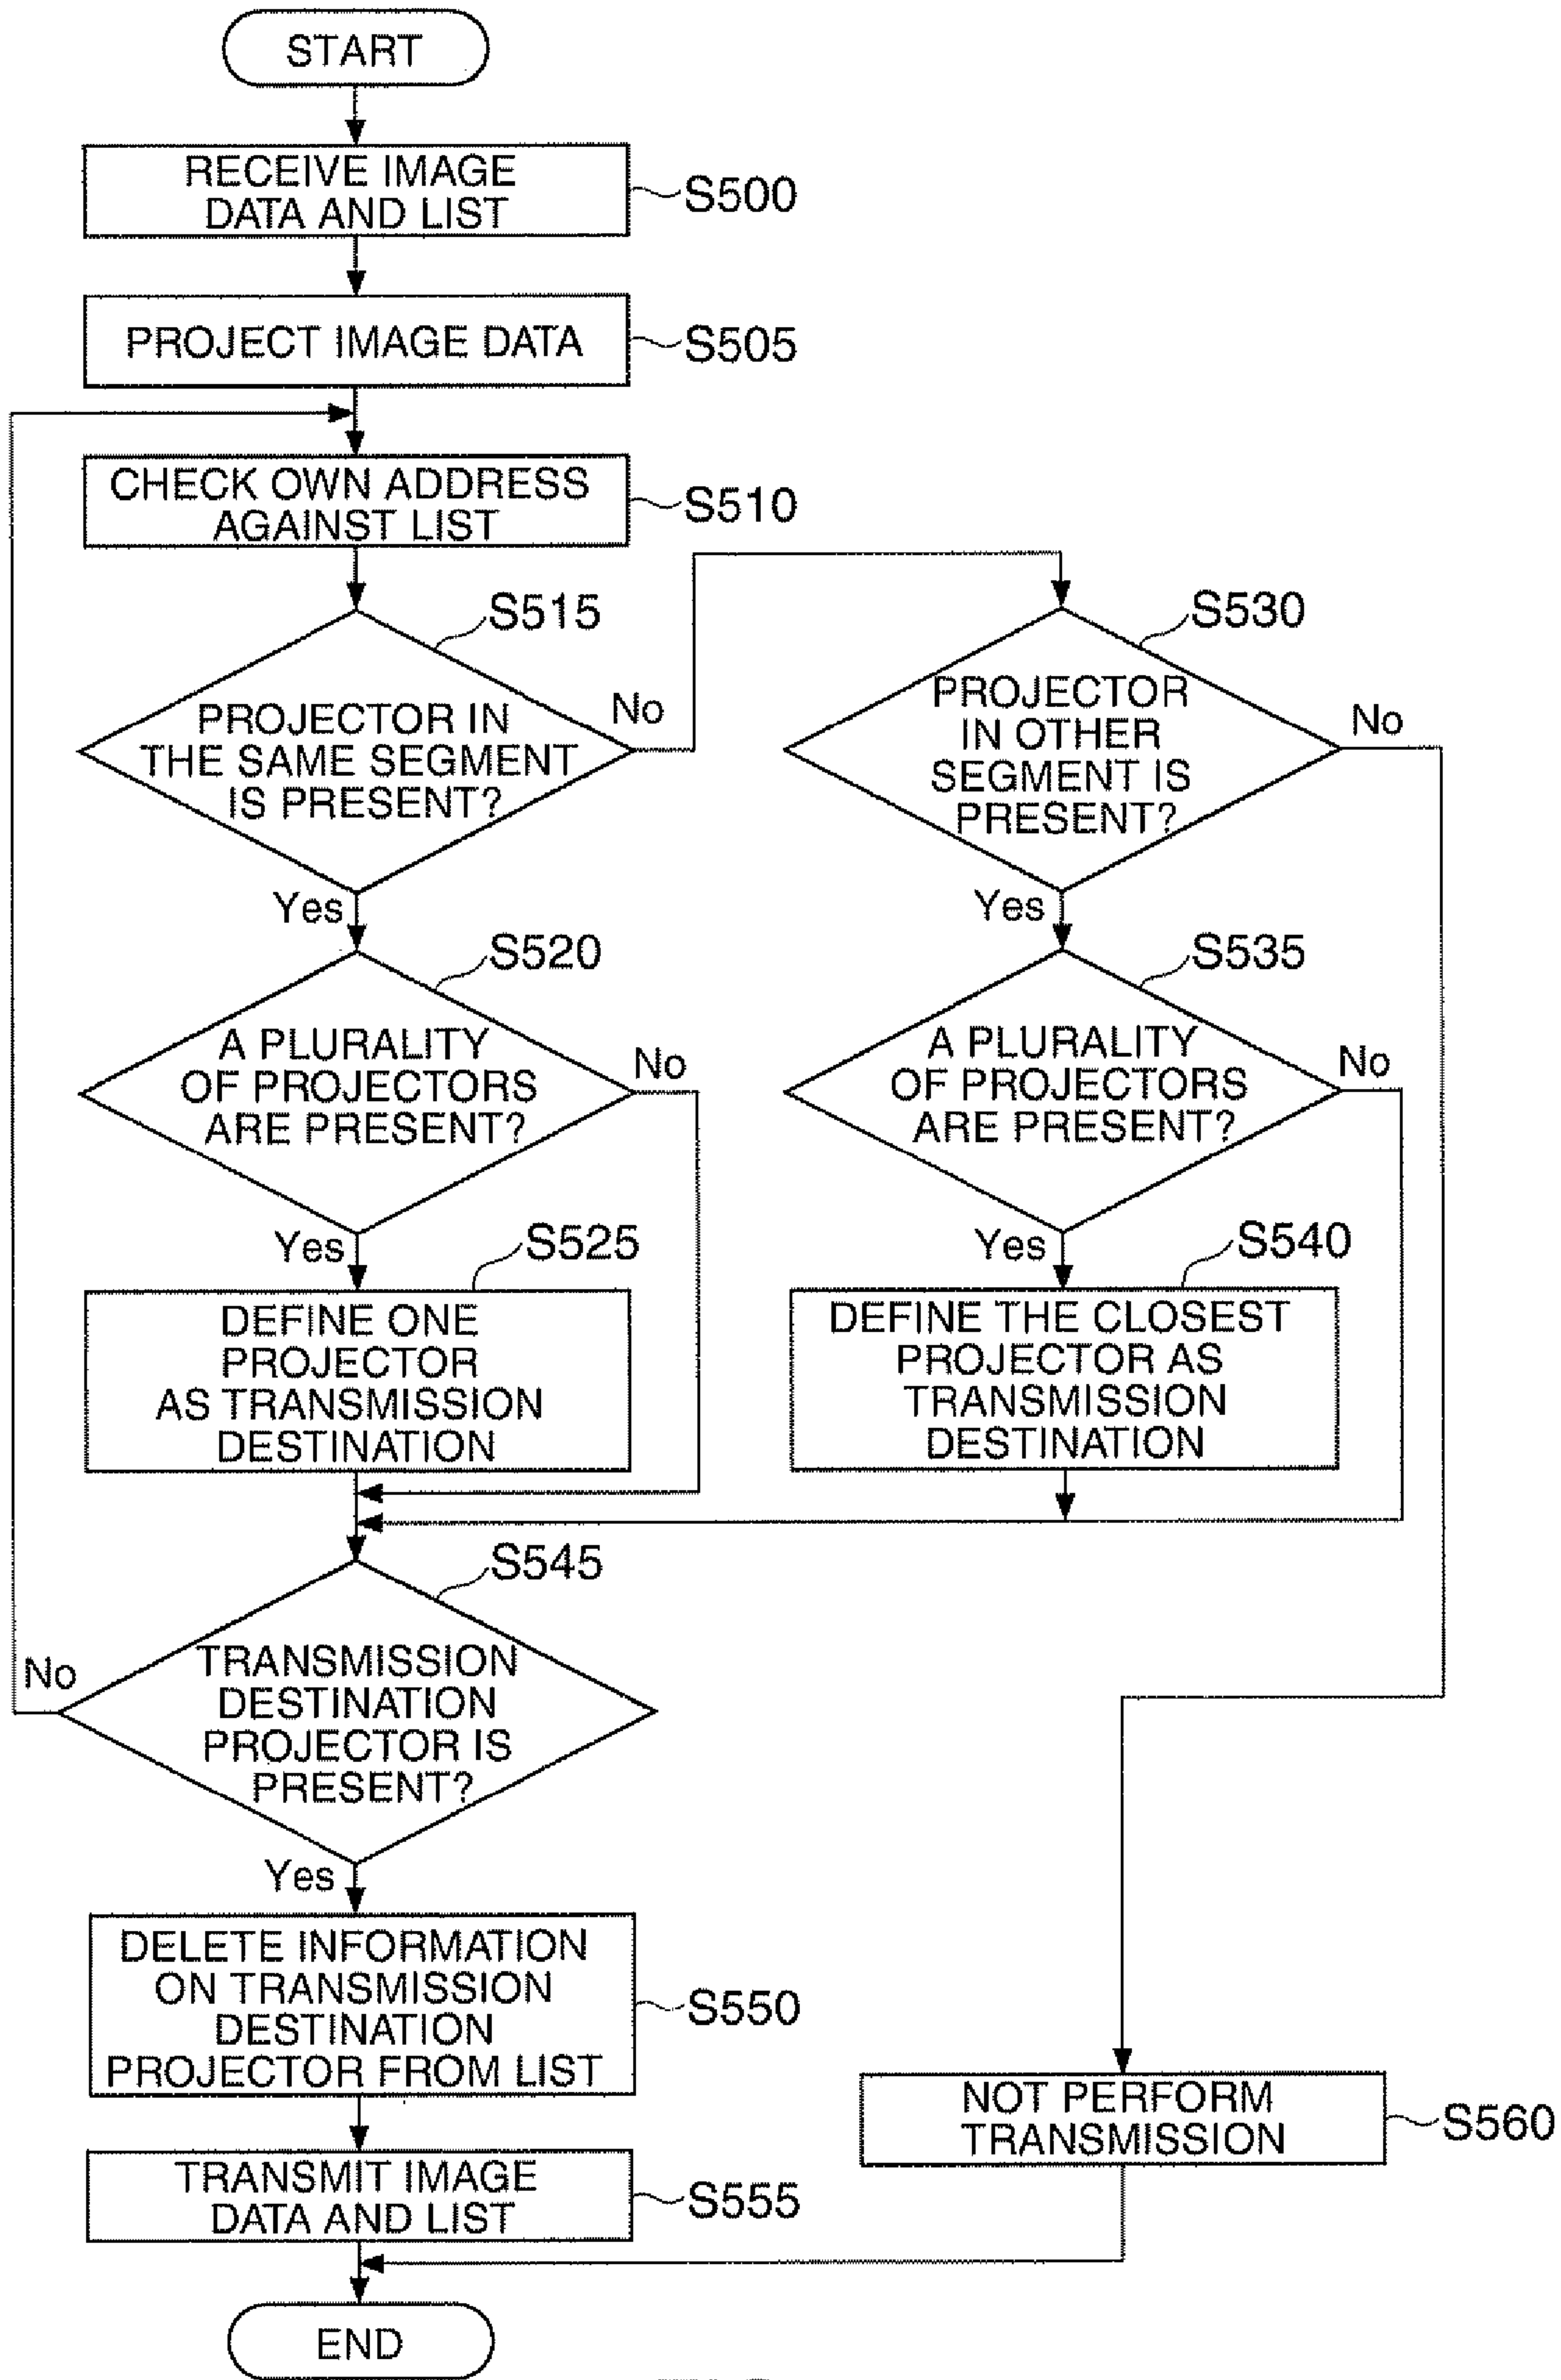 START
RECEIVE IMAGE
DATA AND LIST
S500
PROJECT IMAGE DATA
S505
CHECK OWN ADDRESS
AGAINST LIST
S510
S515
PROJECTOR IN
THE SAME SEGMENT
IS PRESENT?
No
Yes
S530
PROJECTOR
IN OTHER
SEGMENT IS
PRESENT?
No
Yes
S520
A PLURALITY
OF PROJECTORS
ARE PRESENT?
No
Yes
S535
A PLURALITY
OF PROJECTORS
ARE PRESENT?
No
Yes
S525
DEFINE ONE
PROJECTOR
AS TRANSMISSION
DESTINATION
S540
DEFINE THE CLOSEST
PROJECTOR AS
TRANSMISSION
DESTINATION
S545
TRANSMISSION
DESTINATION
PROJECTOR IS
PRESENT?
No
Yes
DELETE INFORMATION
ON TRANSMISSION
DESTINATION
PROJECTOR FROM LIST
S550
TRANSMIT IMAGE
DATA AND LIST
S555
NOT PERFORM
TRANSMISSION
S560
END